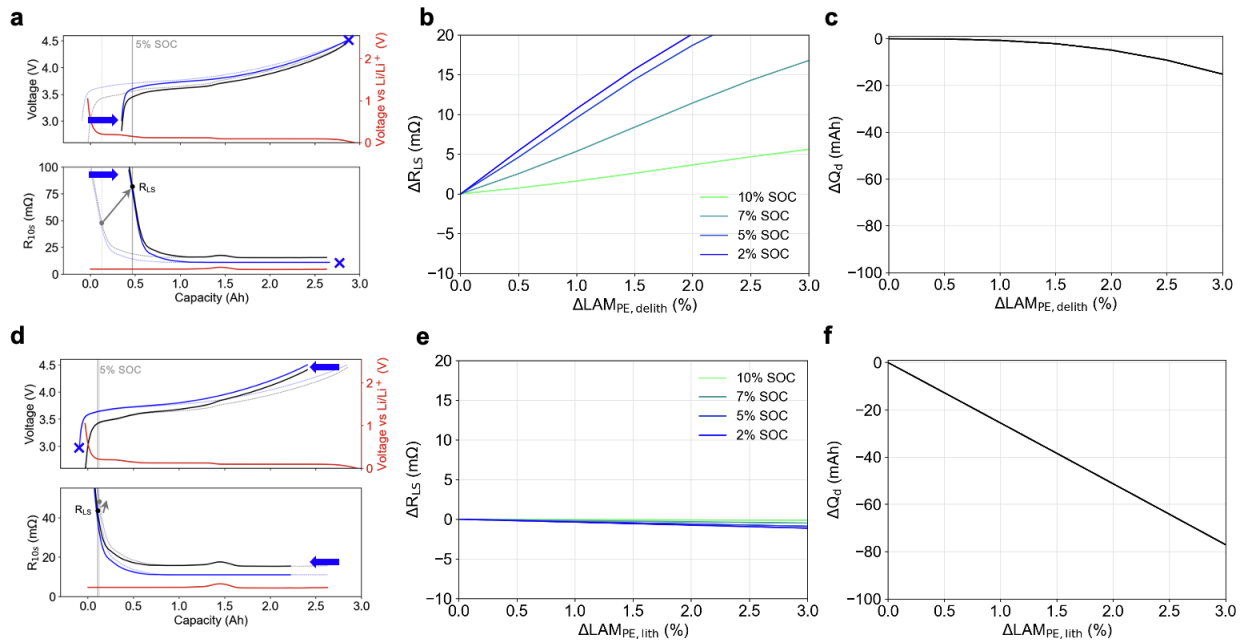 a
4.5
4.0
3.5
3.0
Voltage (V)
5% SOC
2
1
0
Voltage vs Li/Li⁺ (V)
100
75
50
25
0
R10s (mΩ)
RLS
0.0 0.5 1.0 1.5 2.0 2.5 3.0
Capacity (Ah)
b
20
15
10
5
0
−5
−10
ΔRLS (mΩ)
10% SOC
7% SOC
5% SOC
2% SOC
0.0 0.5 1.0 1.5 2.0 2.5 3.0
ΔLAMPE, delith (%)
c
0
−20
−40
−60
−80
−100
ΔQd (mAh)
0.0 0.5 1.0 1.5 2.0 2.5 3.0
ΔLAMPE, delith (%)
d
4.5
4.0
3.5
3.0
Voltage (V)
5% SOC
2
1
0
Voltage vs Li/Li⁺ (V)
40
20
0
R10s (mΩ)
RLS
0.0 0.5 1.0 1.5 2.0 2.5 3.0
Capacity (Ah)
e
20
15
10
5
0
−5
−10
ΔRLS (mΩ)
10% SOC
7% SOC
5% SOC
2% SOC
0.0 0.5 1.0 1.5 2.0 2.5 3.0
ΔLAMPE, lith (%)
f
0
−20
−40
−60
−80
−100
ΔQd (mAh)
0.0 0.5 1.0 1.5 2.0 2.5 3.0
ΔLAMPE, lith (%)